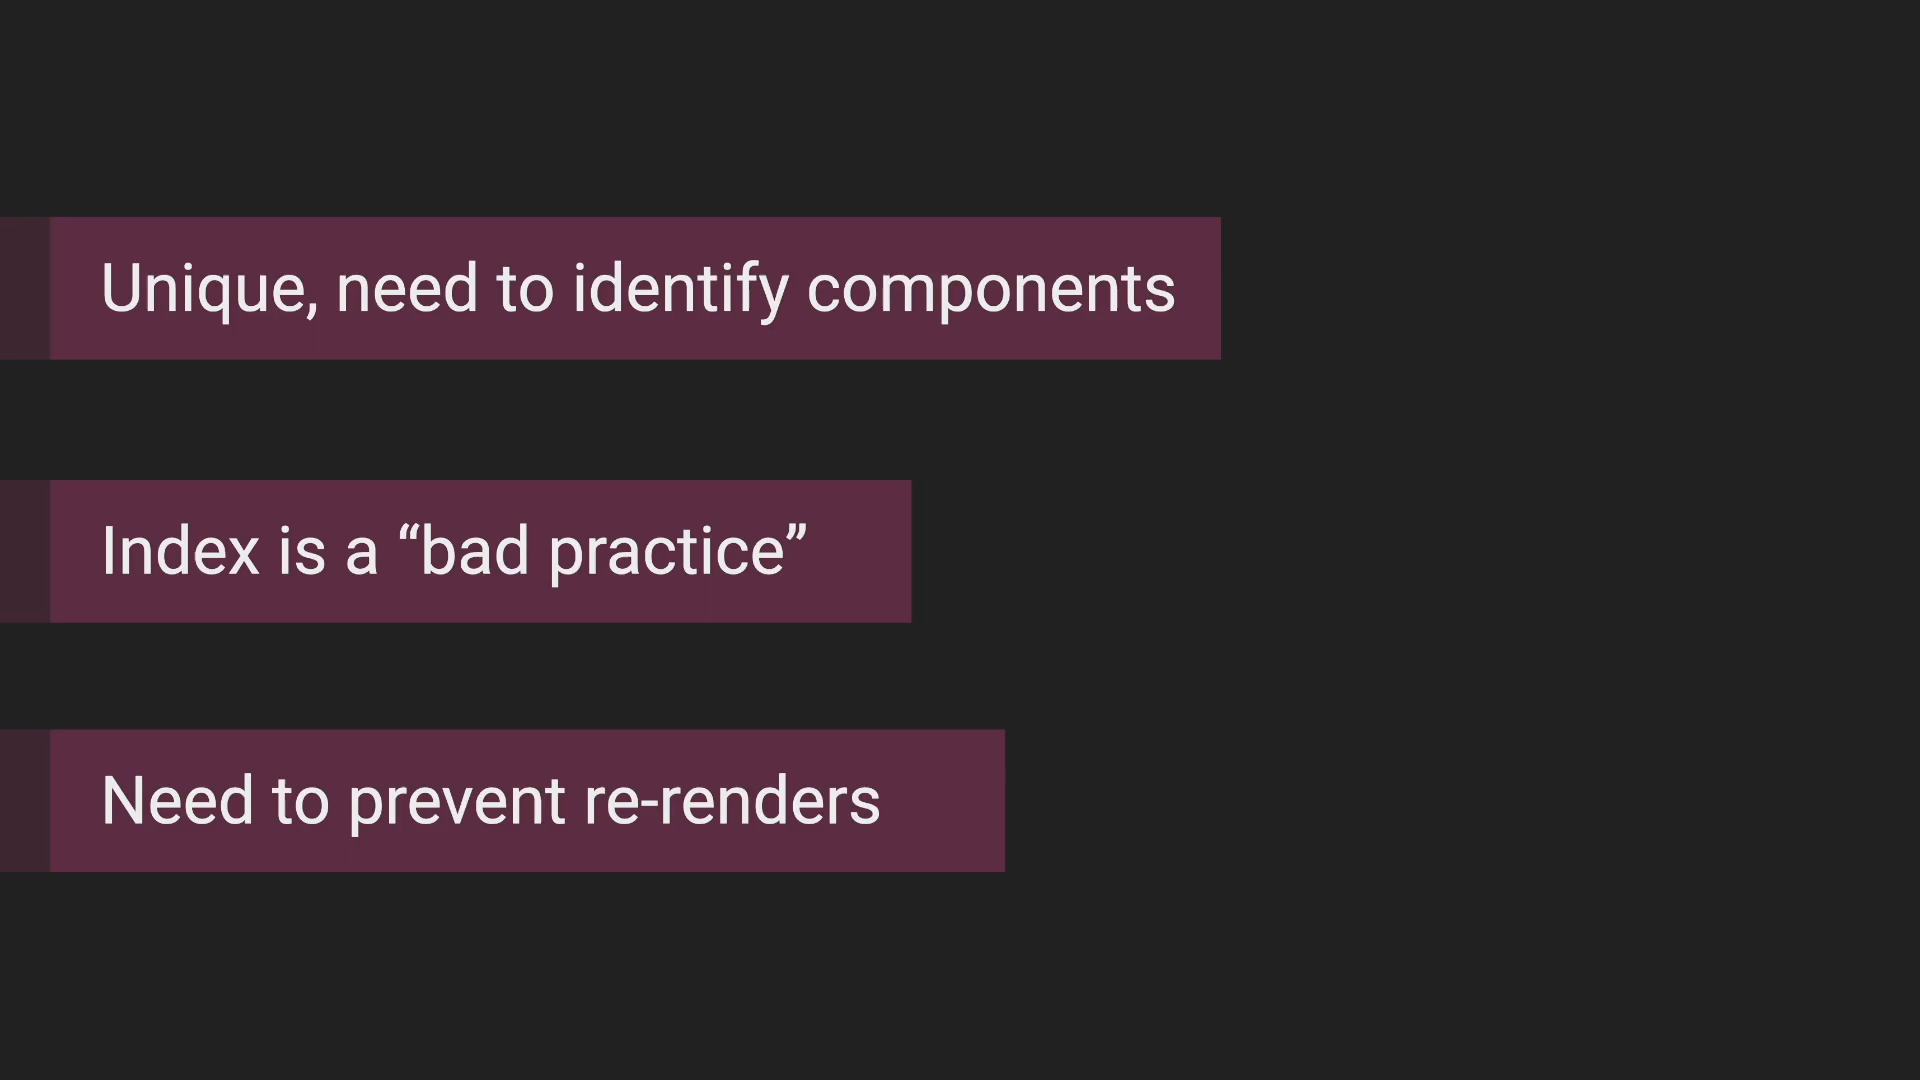 Unique, need to identify components
Index is a “bad practice”
Need to prevent re-renders